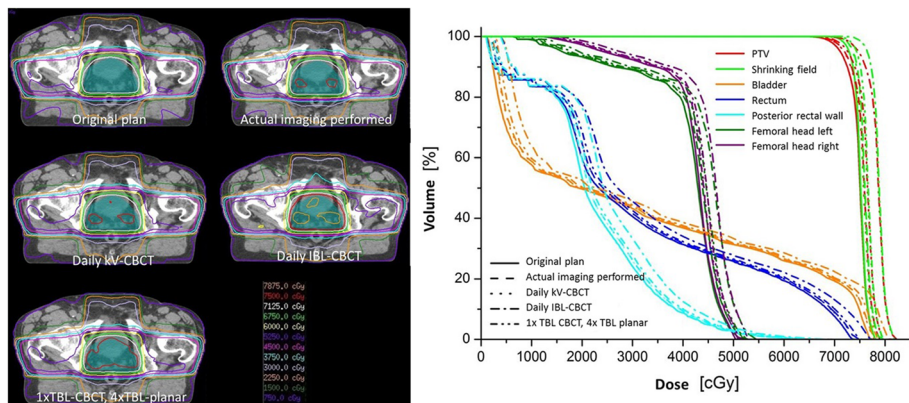 Original plan
Actual imaging performed
Daily kV-CBCT
Daily IBL-CBCT
1xTBL-CBCT, 4xTBL-planar
7875.0 cGy
7500.0 cGy
7125.0 cGy
6750.0 cGy
6000.0 cGy
5250.0 cGy
4500.0 cGy
3750.0 cGy
3000.0 cGy
2250.0 cGy
1500.0 cGy
750.0 cGy
100
80
60
40
20
0
Volume [%]
PTV
Shrinking field
Bladder
Rectum
Posterior rectal wall
Femoral head left
Femoral head right
Original plan
Actual imaging performed
Daily kV-CBCT
Daily IBL-CBCT
1x TBL CBCT, 4x TBL planar
0 1000 2000 3000 4000 5000 6000 7000 8000
Dose [cGy]